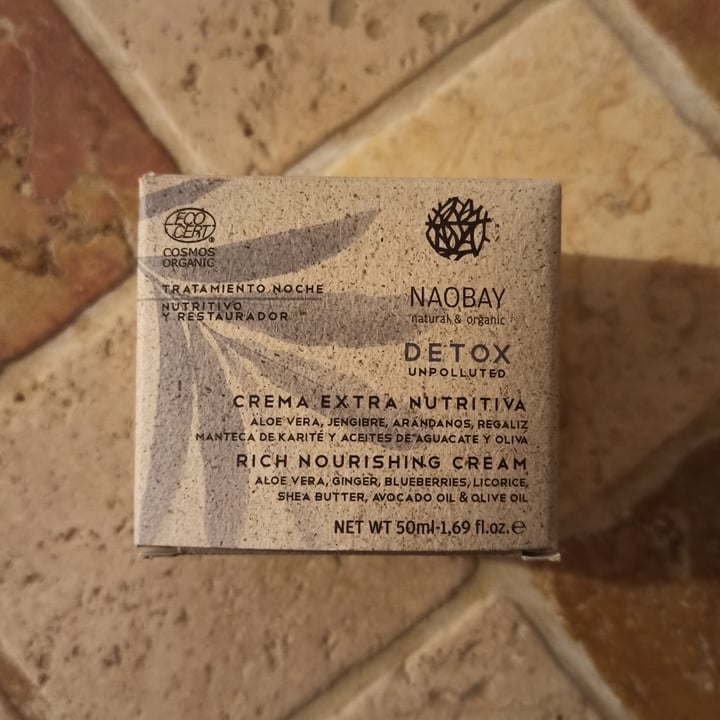 ECO
CERT®
COSMOS
ORGANIC
TRATAMIENTO NOCHE
NUTRITIVO
Y RESTAURADOR
NAOBAY
natural & organic
DETOX
UNPOLLUTED
CREMA EXTRA NUTRITIVA
ALOE VERA, JENGIBRE, ARÁNDANOS, REGALIZ
MANTECA DE KARITÉ Y ACEITES DE AGUACATE Y OLIVA
RICH NOURISHING CREAM
ALOE VERA, GINGER, BLUEBERRIES, LICORICE,
SHEA BUTTER, AVOCADO OIL & OLIVE OIL
NET WT 50ml-1,69 fl.oz. ℮